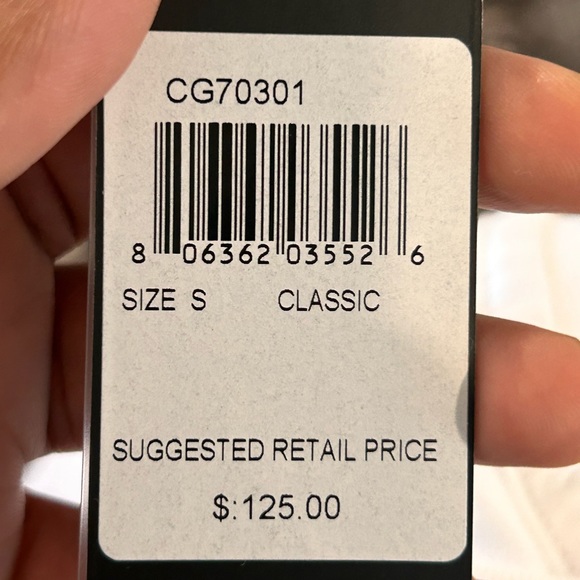 CG70301
8 06362 03552 6
SIZE S CLASSIC
SUGGESTED RETAIL PRICE
$:125.00